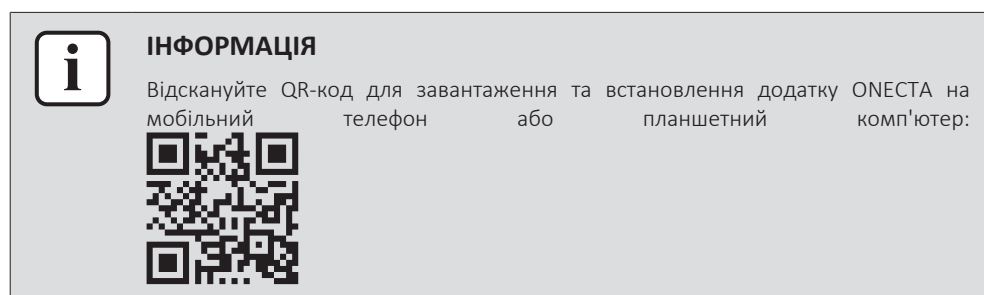 i
ІНФОРМАЦІЯ
Відскануйте QR-код для завантаження та встановлення додатку ONECTA на
мобільний телефон або планшетний комп'ютер: